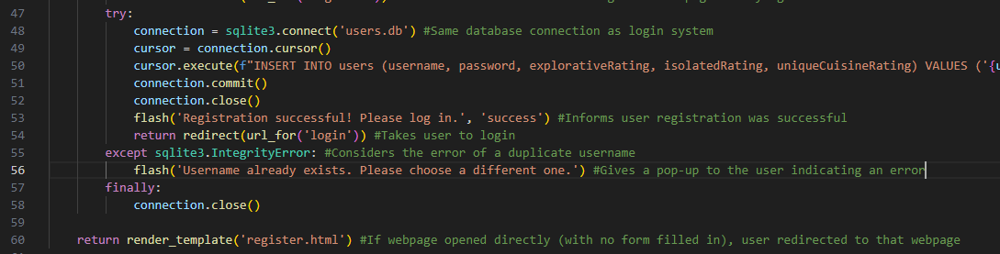 47 try:
48 connection = sqlite3.connect('users.db') #Same database connection as login system
49 cursor = connection.cursor()
50 cursor.execute(f"INSERT INTO users (username, password, explorativeRating, isolatedRating, uniqueCuisineRating) VALUES ('{u
51 connection.commit()
52 connection.close()
53 flash('Registration successful! Please log in.', 'success') #Informs user registration was successful
54 return redirect(url_for('login')) #Takes user to login
55 except sqlite3.IntegrityError: #Considers the error of a duplicate username
56 flash('Username already exists. Please choose a different one.') #Gives a pop-up to the user indicating an error
57 finally:
58 connection.close()
59
60 return render_template('register.html') #If webpage opened directly (with no form filled in), user redirected to that webpage